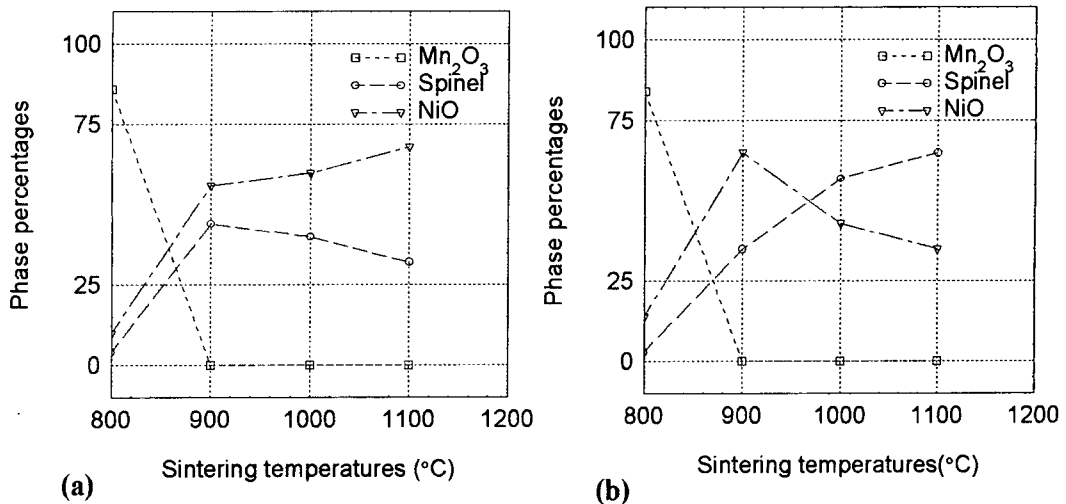 100
75
25
0
Phase percentages
Mn2O3
Spinel
NiO
800 900 1000 1100 1200
Sintering temperatures (°C)
(a)
100
75
25
0
Phase percentages
Mn2O3
Spinel
NiO
800 900 1000 1100 1200
Sintering temperatures(°C)
(b)